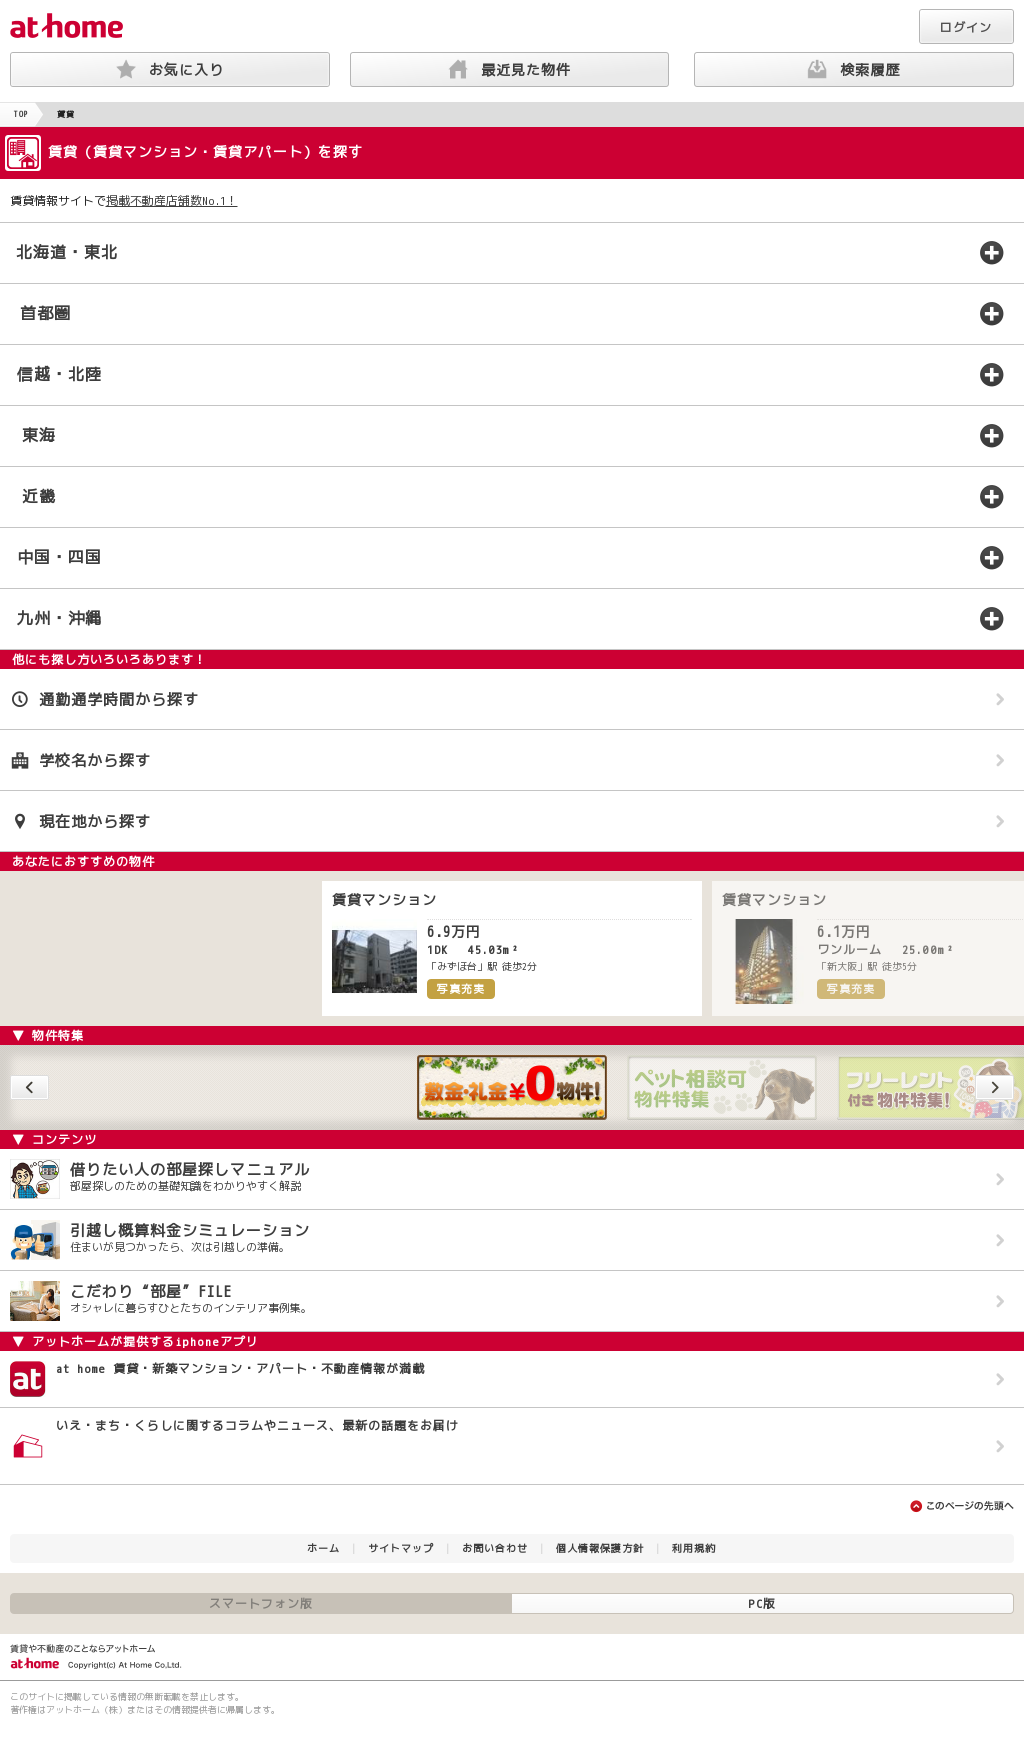 at home
ログイン
お気に入り
最近見た物件
検索履歴
TOP 賃貸
賃貸（賃貸マンション・賃貸アパート）を探す
賃貸情報サイトで掲載不動産店舗数No.1！
北海道・東北
首都圏
信越・北陸
東海
近畿
中国・四国
九州・沖縄
他にも探し方いろいろあります！
通勤通学時間から探す
学校名から探す
現在地から探す
あなたにおすすめの物件
賃貸マンション
6.9万円
1DK 45.03m²
「みずほ台」駅 徒歩2分
写真充実
賃貸マンション
6.1万円
ワンルーム 25.00m²
「新大阪」駅 徒歩5分
写真充実
▼ 物件特集
敷金・礼金¥0物件!
ペット相談可
物件特集
フリーレント
付き物件特集!
▼ コンテンツ
借りたい人の部屋探しマニュアル
部屋探しのための基礎知識をわかりやすく解説
引越し概算料金シミュレーション
住まいが見つかったら、次は引越しの準備。
こだわり“部屋”FILE
オシャレに暮らすひとたちのインテリア事例集。
▼ アットホームが提供するiphoneアプリ
at
at home 賃貸・新築マンション・アパート・不動産情報が満載
いえ・まち・くらしに関するコラムやニュース、最新の話題をお届け
このページの先頭へ
ホーム | サイトマップ | お問い合わせ | 個人情報保護方針 | 利用規約
スマートフォン版
PC版
賃貸や不動産のことならアットホーム
at home Copyright(c) At Home Co,Ltd.
このサイトに掲載している情報の無断転載を禁止します。
著作権はアットホーム（株）またはその情報提供者に帰属します。